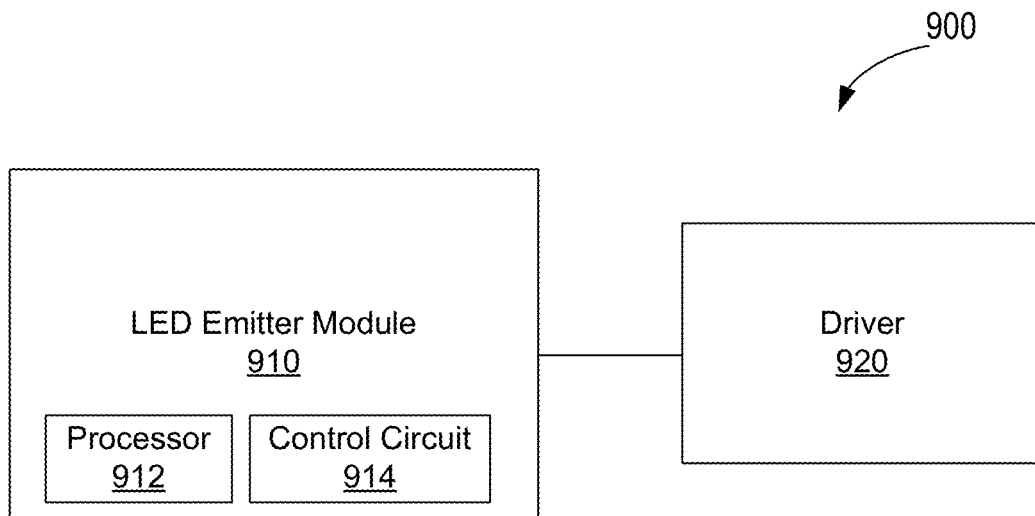 900
LED Emitter Module
910
Driver
920
Processor
912
Control Circuit
914